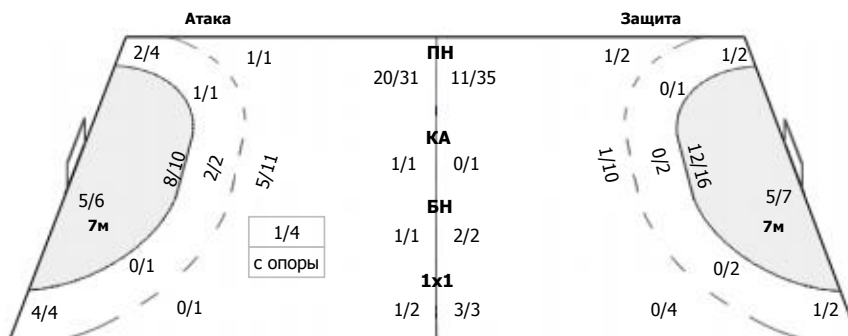 Атака Защита
2/4 1/1 ПН 1/2 1/2
20/31 11/35
1/1 0/1
КА
8/10 2/2 5/11 1/1 0/1 1/10 0/2 12/16
5/6 БН 5/7
7м 7м
1/4 1/1 2/2
с опоры
0/1 0/2
1x1
4/4 0/1 1/2 3/3 0/4 1/2